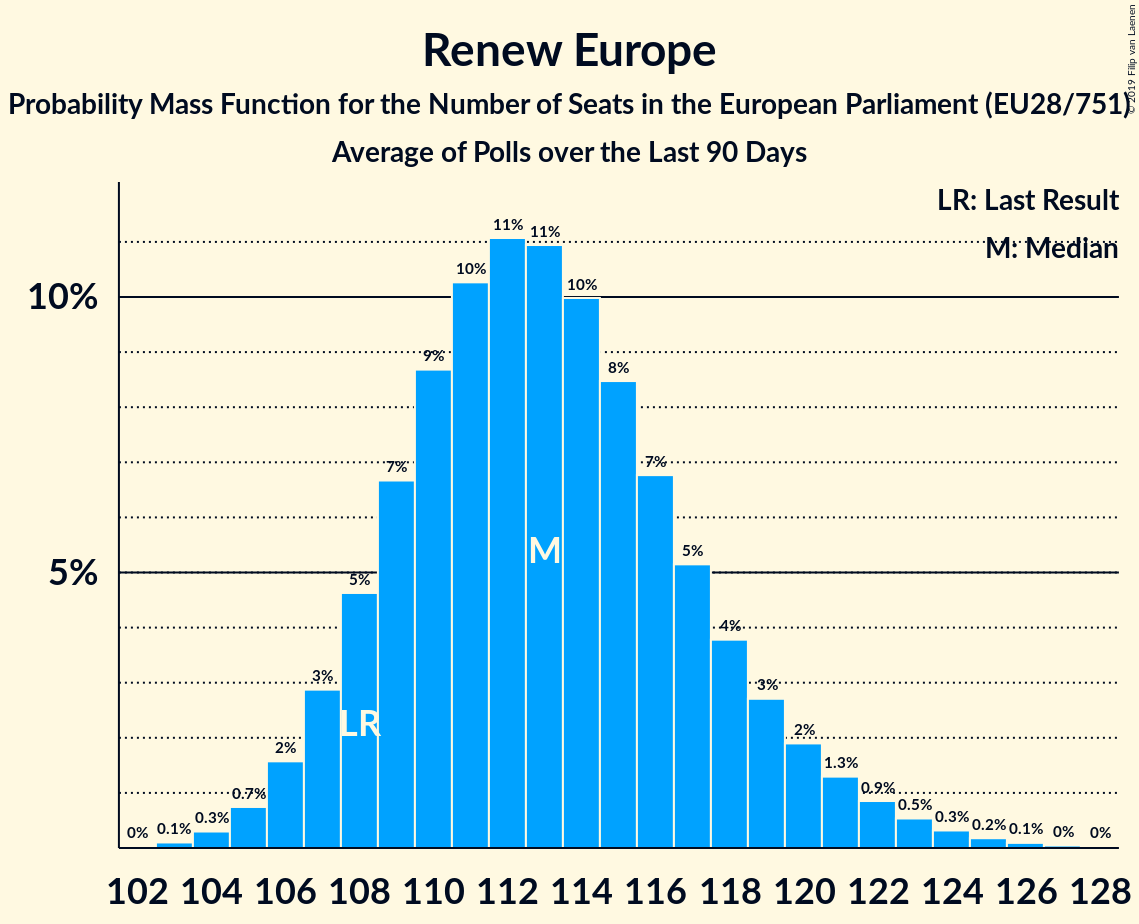 Renew Europe
Probability Mass Function for the Number of Seats in the European Parliament (EU28/751)
Average of Polls over the Last 90 Days
© 2019 Filip van Laenen
LR: Last Result
M: Median
10%
5%
0% 0.1% 0.3% 0.7% 2% 3% 5% 7% 9% 10% 11% 11% 10% 8% 7% 5% 4% 3% 2% 1.3% 0.9% 0.5% 0.3% 0.2% 0.1% 0% 0%
M
LR
102 104 106 108 110 112 114 116 118 120 122 124 126 128